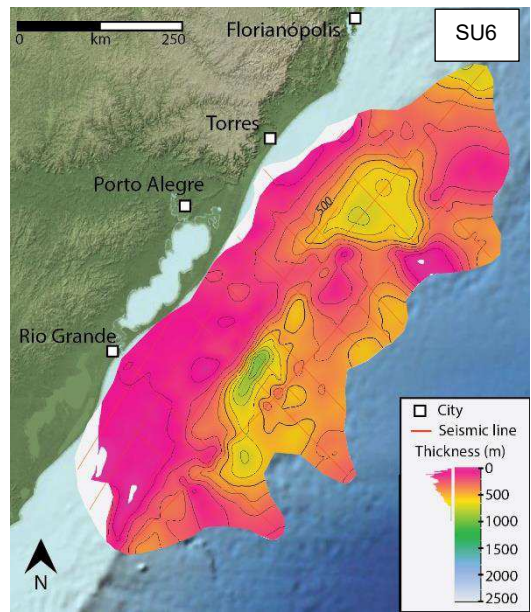 SU6
0 km 250
Florianópolis
Torres
Porto Alegre
500
Rio Grande
City
Seismic line
Thickness (m)
0
500
1000
1500
2000
2500
N